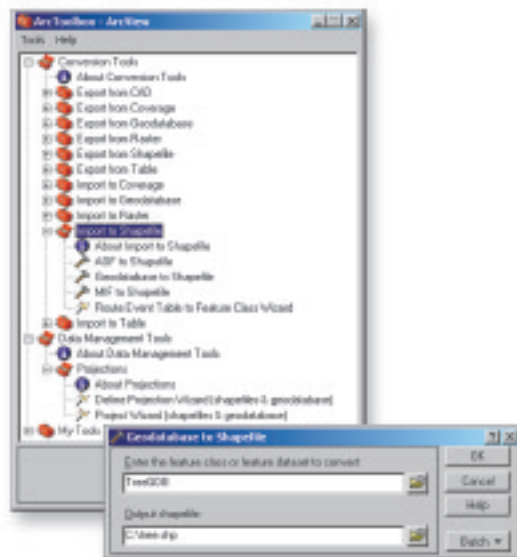 ArcToolbox - ArcView
Tools Help
Conversion Tools
About Conversion Tools
Export from CAD
Export from Coverage
Export from Geodatabase
Export from Raster
Export from Shapefile
Export from Table
Import to Coverage
Import to Geodatabase
Import to Raster
Import to Shapefile
About Import to Shapefile
ADF to Shapefile
Geodatabase to Shapefile
MIF to Shapefile
Route Event Table to Feature Class Wizard
Import to Table
Data Management Tools
About Data Management Tools
Projections
About Projections
Define Projection Wizard (shapefiles & geodatabase)
Project Wizard (shapefiles & geodatabase)
My Tools
Geodatabase to Shapefile
Enter the feature class or feature dataset to convert:
OK
Cancel
Help
Output shapefile:
Batch